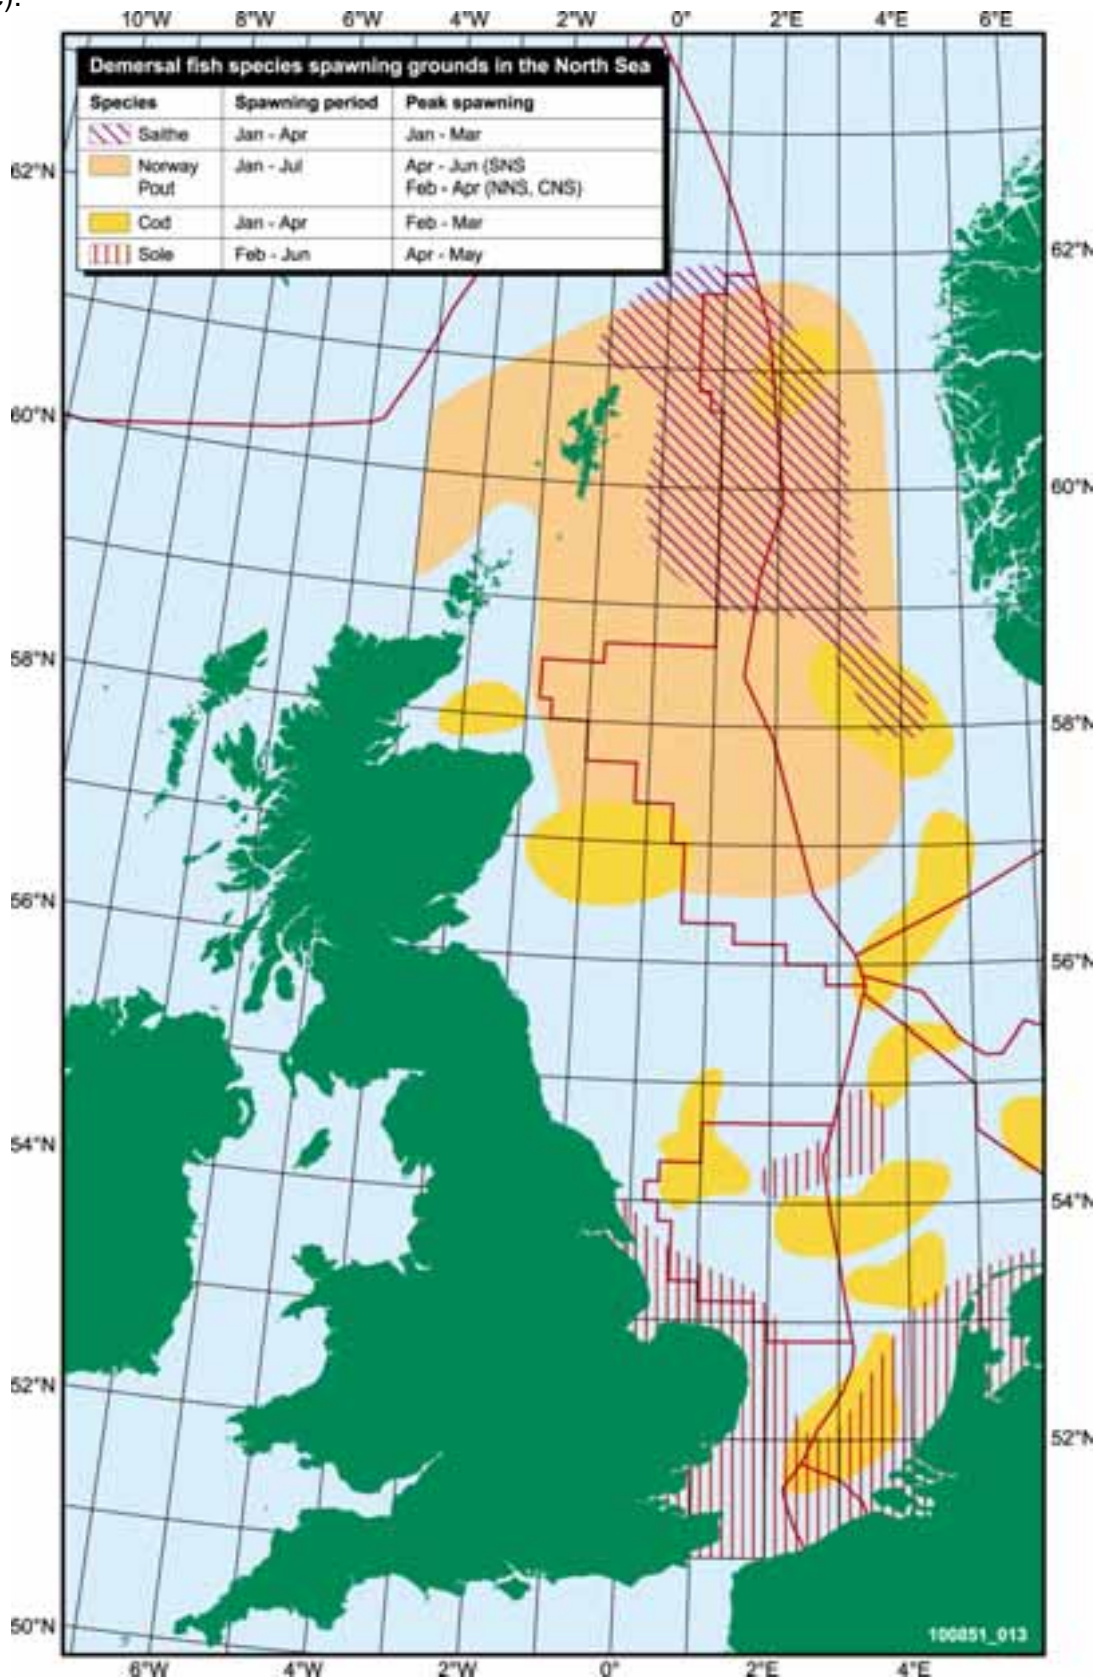 c).
10°W 8°W 6°W 4°W 2°W 0° 2°E 4°E 6°E
Demersal fish species spawning grounds in the North Sea
Species Spawning period Peak spawning
Saithe Jan - Apr Jan - Mar
Norway Pout Jan - Jul Apr - Jun (SNS
Feb - Apr (NNS, CNS)
Cod Jan - Apr Feb - Mar
Sole Feb - Jun Apr - May
62°N
62°N
60°N
60°N
58°N
58°N
56°N
56°N
54°N
54°N
52°N
52°N
50°N
100851_013
6°W 4°W 2°W 0° 2°E 4°E